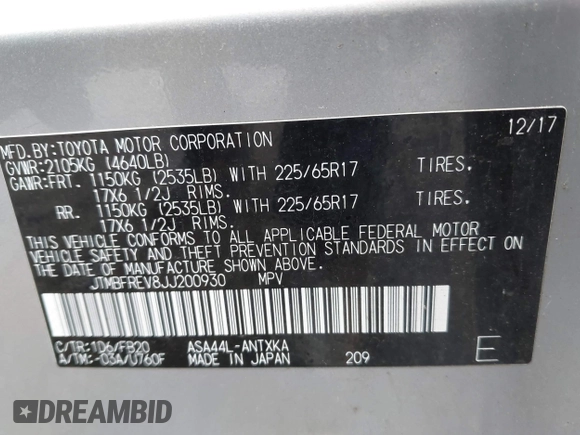 12/17
MFD.BY:TOYOTA MOTOR CORPORATION
GVWR:2105KG (4640LB)
GAWR:FRT. 1150KG (2535LB) WITH 225/65R17 TIRES.
17X6 1/2J RIMS.
RR. 1150KG (2535LB) WITH 225/65R17 TIRES.
17X6 1/2J RIMS.
THIS VEHICLE CONFORMS TO ALL APPLICABLE FEDERAL MOTOR
VEHICLE SAFETY AND THEFT PREVENTION STANDARDS IN EFFECT ON
THE DATE OF MANUFACTURE SHOWN ABOVE.
JTMBFREV8JJ200930 MPV
C/TR:1D6/FB20 ASA44L-ANTXKA
A/TM:-03A/U760F MADE IN JAPAN 209 E
DREAMBID